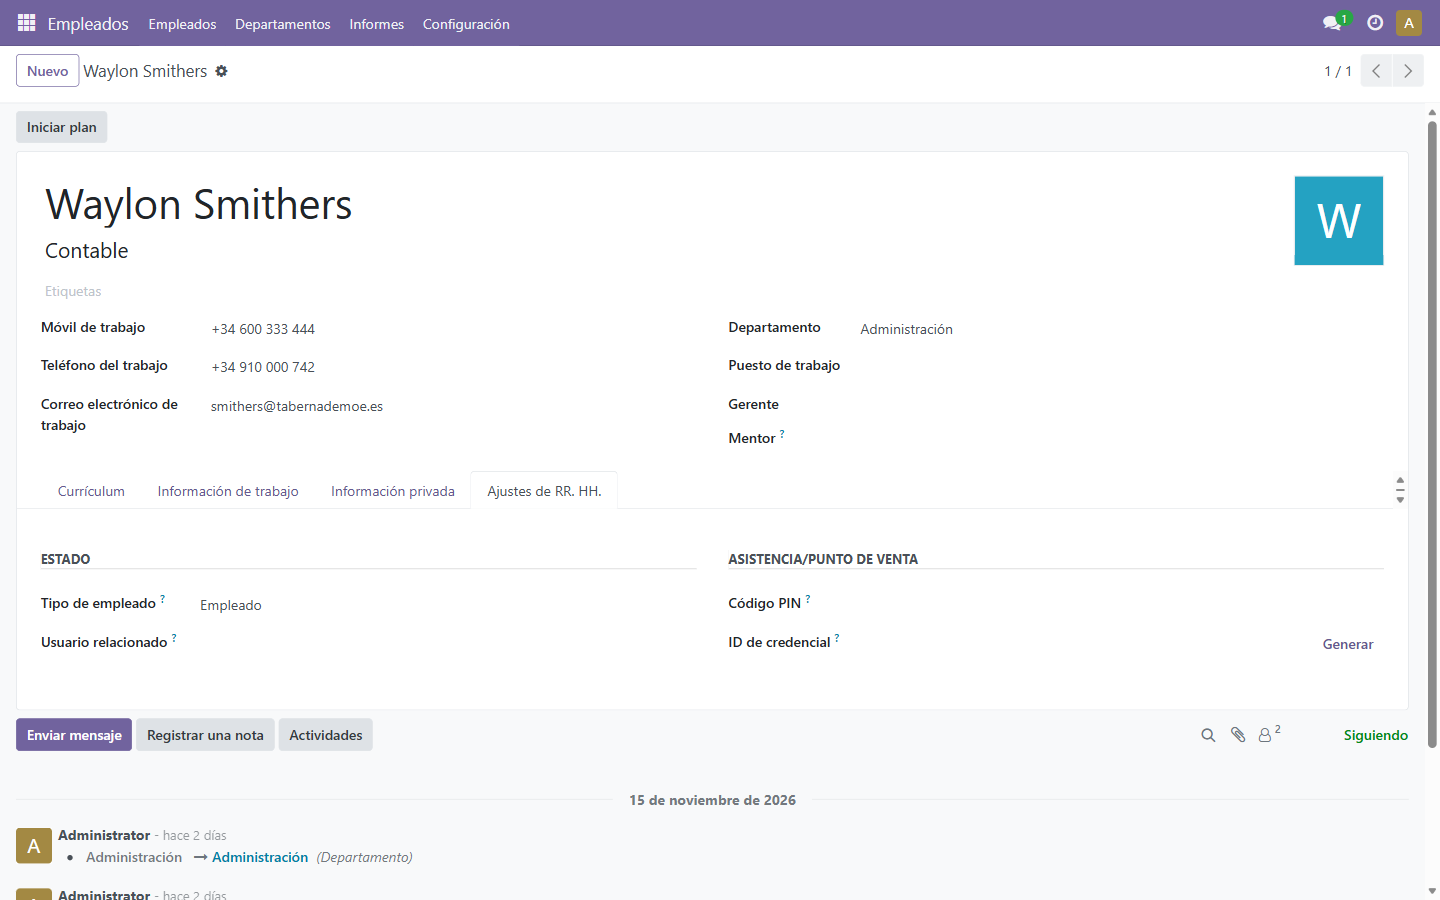 Empleados Empleados Departamentos Informes Configuración 1 A
Nuevo Waylon Smithers 1 / 1
Iniciar plan
Waylon Smithers
W
Contable
Etiquetas
Móvil de trabajo +34 600 333 444 Departamento Administración
Teléfono del trabajo +34 910 000 742 Puesto de trabajo
Correo electrónico de trabajo smithers@tabernademoe.es Gerente
Mentor ?
Currículum Información de trabajo Información privada Ajustes de RR. HH.
ESTADO ASISTENCIA/PUNTO DE VENTA
Tipo de empleado ? Empleado Código PIN ?
Usuario relacionado ? ID de credencial ? Generar
Enviar mensaje Registrar una nota Actividades 2 Siguiendo
15 de noviembre de 2026
A Administrator - hace 2 días
• Administración → Administración (Departamento)
Administrator - hace 2 días